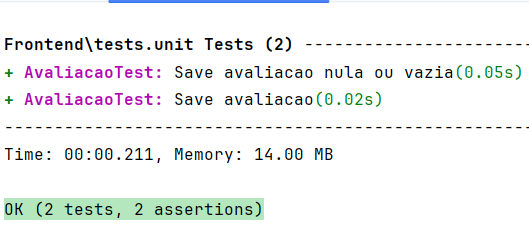 Frontend\tests.unit Tests (2) -----------------------
+ AvaliacaoTest: Save avaliacao nula ou vazia(0.05s)
+ AvaliacaoTest: Save avaliacao(0.02s)
-----------------------------------------------------
Time: 00:00.211, Memory: 14.00 MB
OK (2 tests, 2 assertions)